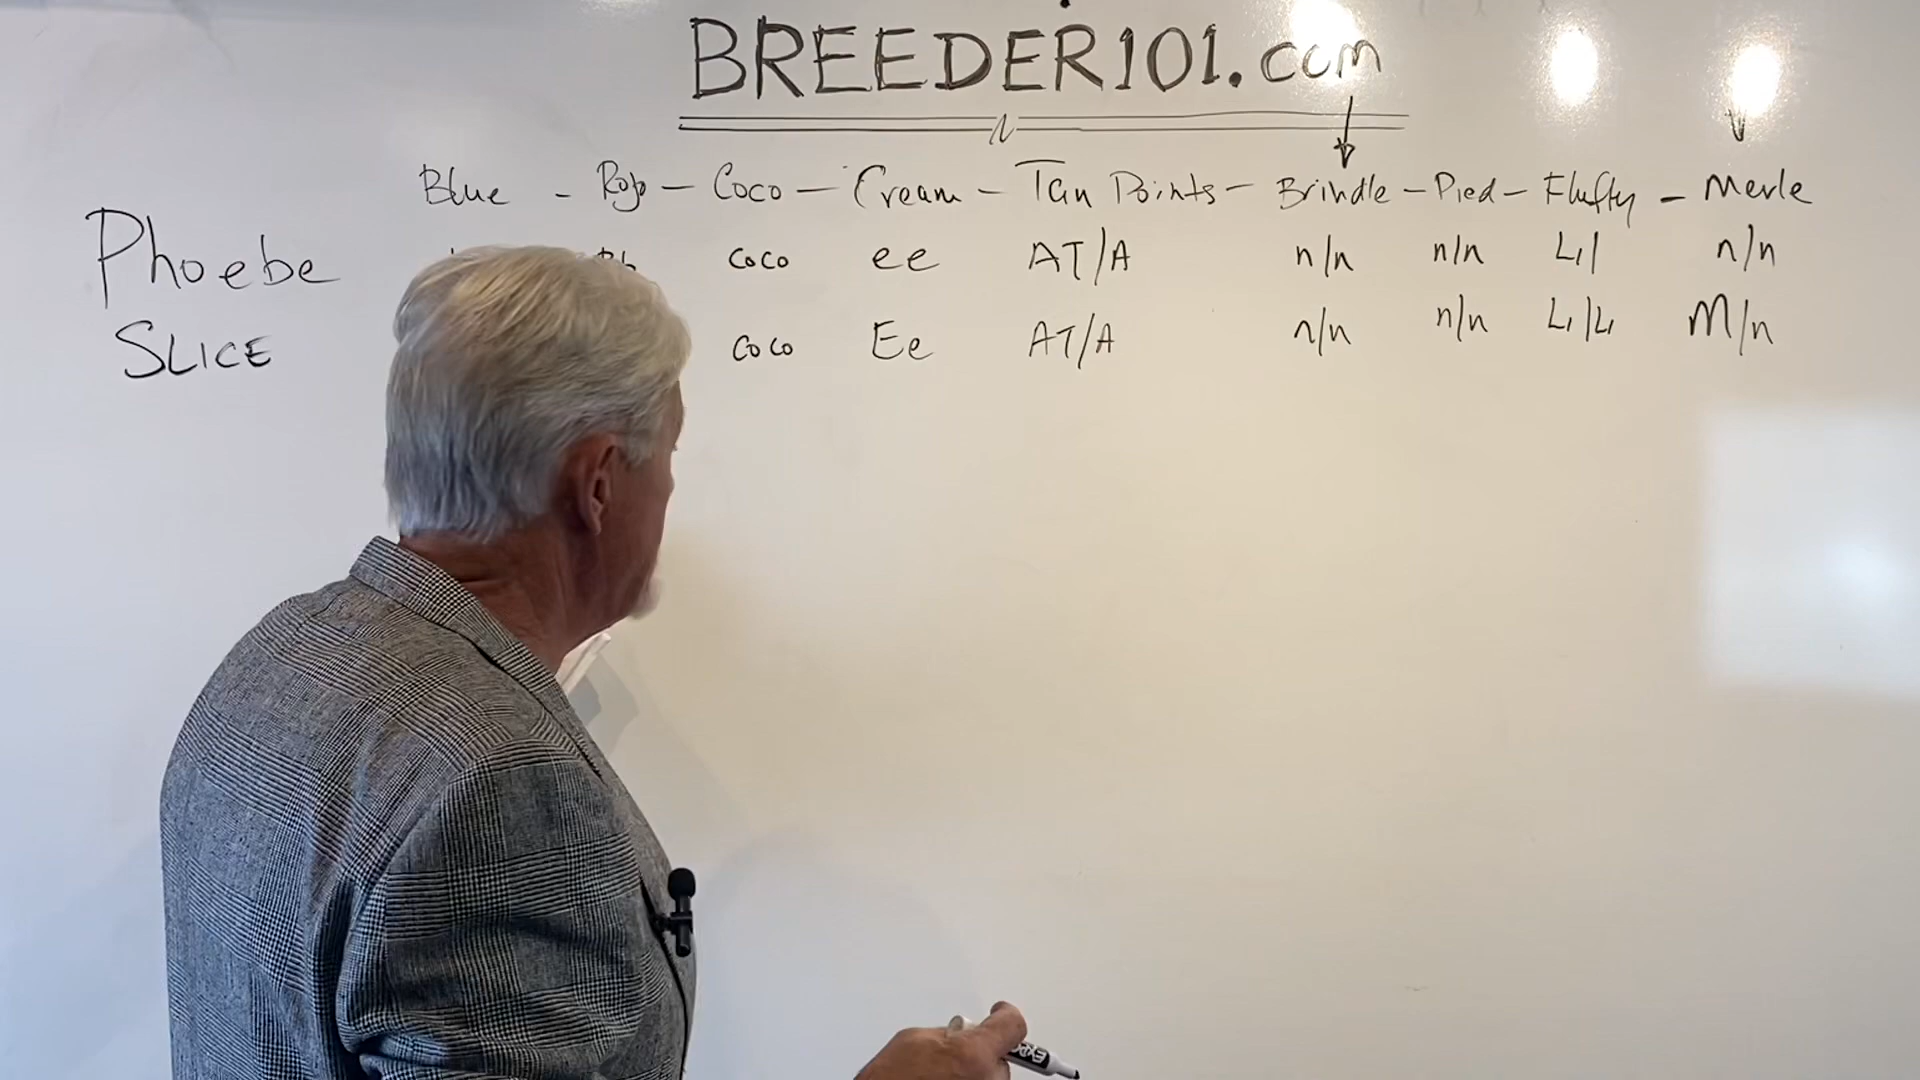 BREEDER101.com
Blue - Rojo - Coco - Cream - Tan Points - Brindle - Pied - Fluffy - Merle
Phoebe coco ee AT/A n/n n/n L1/ n/n
SLICE coco Ee AT/A n/n n/n L1/L1 M/n
EXPO